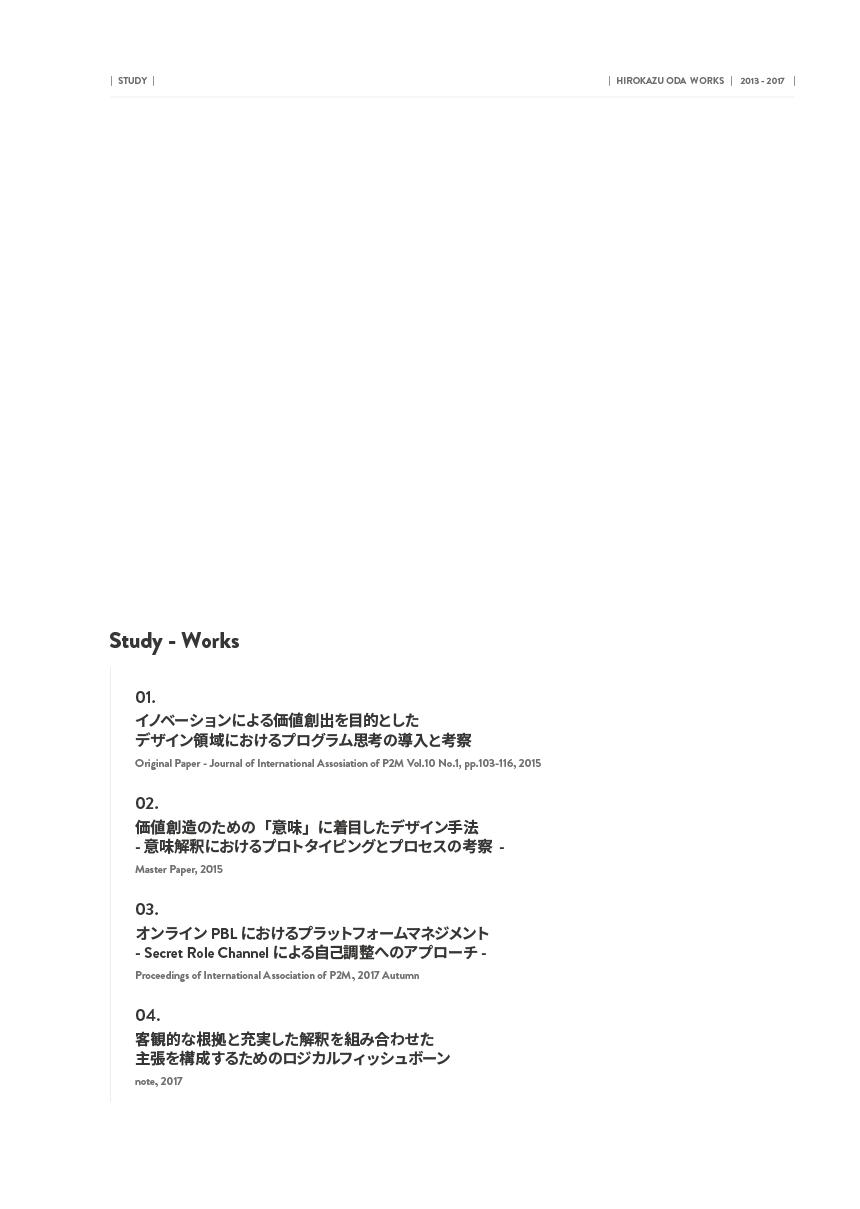 | STUDY |
| HIROKAZU ODA WORKS | 2013 - 2017 |
Study - Works
01.
イノベーションによる価値創出を目的とした
デザイン領域におけるプログラム思考の導入と考察
Original Paper - Journal of International Assosiation of P2M Vol.10 No.1, pp.103-116, 2015
02.
価値創造のための「意味」に着目したデザイン手法
- 意味解釈におけるプロトタイピングとプロセスの考察 -
Master Paper, 2015
03.
オンライン PBL におけるプラットフォームマネジメント
- Secret Role Channel による自己調整へのアプローチ -
Proceedings of International Association of P2M, 2017 Autumn
04.
客観的な根拠と充実した解釈を組み合わせた
主張を構成するためのロジカルフィッシュボーン
note, 2017